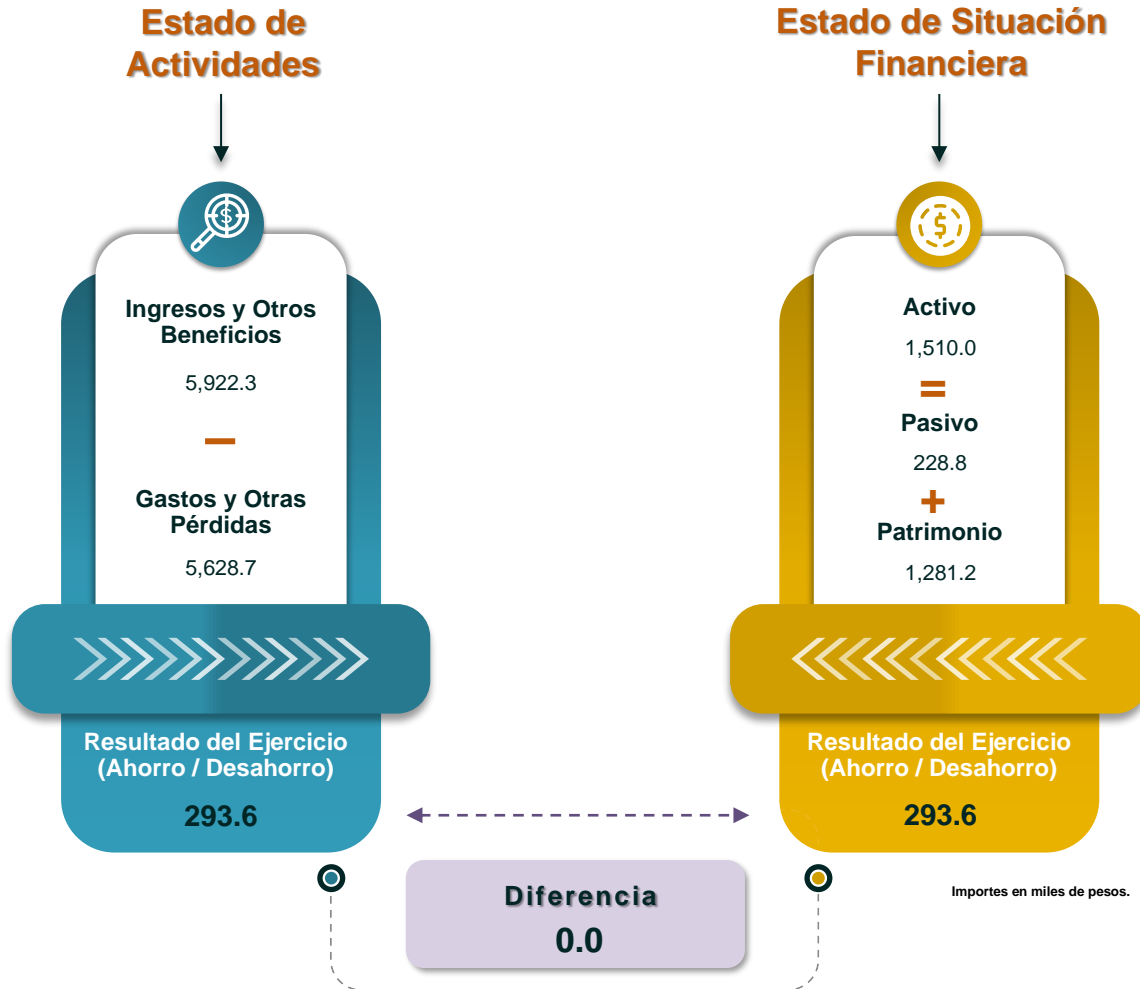 Estado de
Actividades
Ingresos y Otros
Beneficios
5,922.3
–
Gastos y Otras
Pérdidas
5,628.7
Resultado del Ejercicio
(Ahorro / Desahorro)
293.6
Estado de Situación
Financiera
$
Activo
1,510.0
=
Pasivo
228.8
+
Patrimonio
1,281.2
Resultado del Ejercicio
(Ahorro / Desahorro)
293.6
Diferencia
0.0
Importes en miles de pesos.